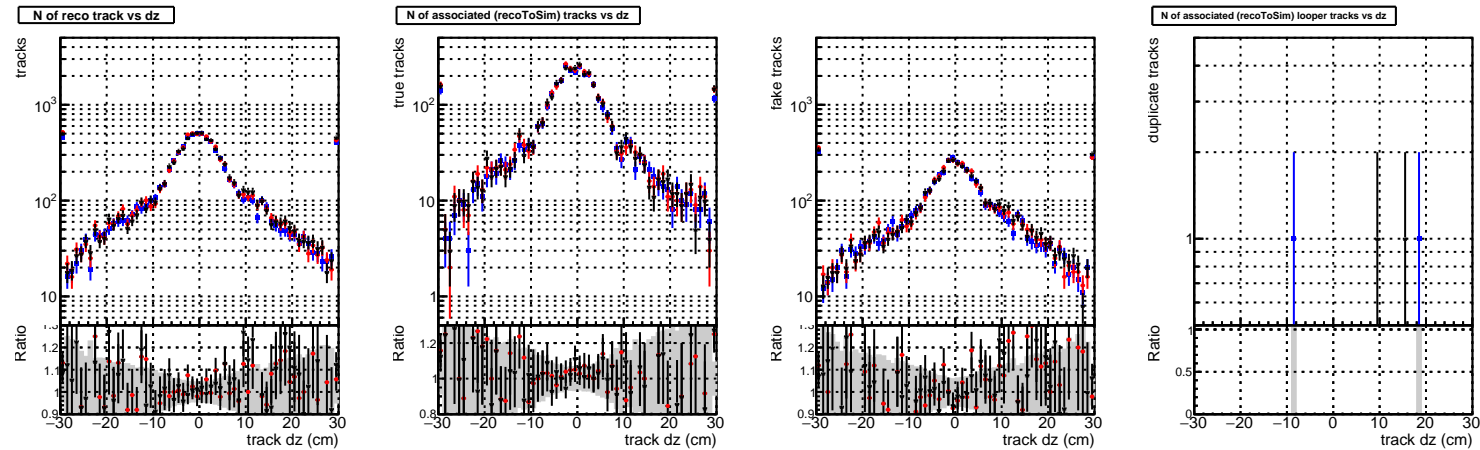 N of reco track vs dz
tracks
10³
10²
10
Ratio
1.3
1.2
1.1
1
0.9
−30 −20 −10 0 10 20 30
track dz (cm)
N of associated (recoToSim) tracks vs dz
true tracks
10²
10
1
Ratio
1.2
1
0.8
−30 −20 −10 0 10 20 30
track dz (cm)
fake tracks
10³
10²
10
Ratio
1.3
1.2
1.1
1
0.9
−30 −20 −10 0 10 20 30
track dz (cm)
N of associated (recoToSim) looper tracks vs dz
duplicate tracks
1
Ratio
1
0.5
0
−30 −20 −10 0 10 20 30
track dz (cm)